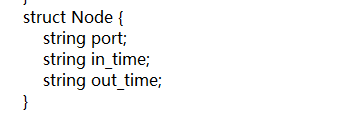 }
struct Node {
string port;
string in_time;
string out_time;
}